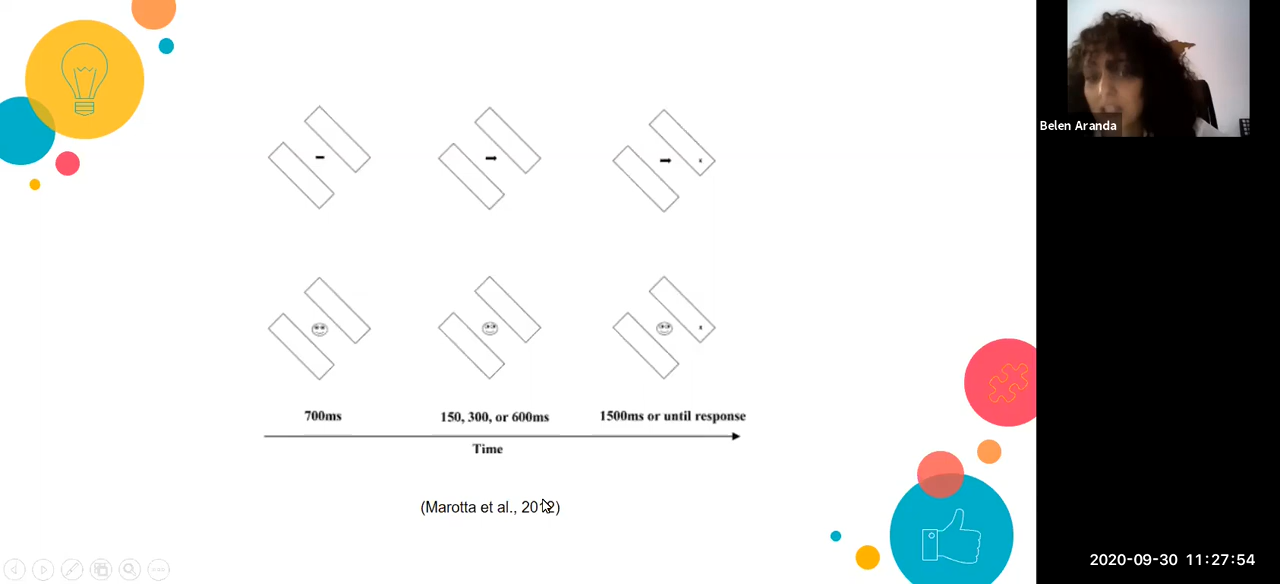 Belen Aranda
700ms
150, 300, or 600ms
1500ms or until response
Time
(Marotta et al., 2012)
2020-09-30 11:27:54